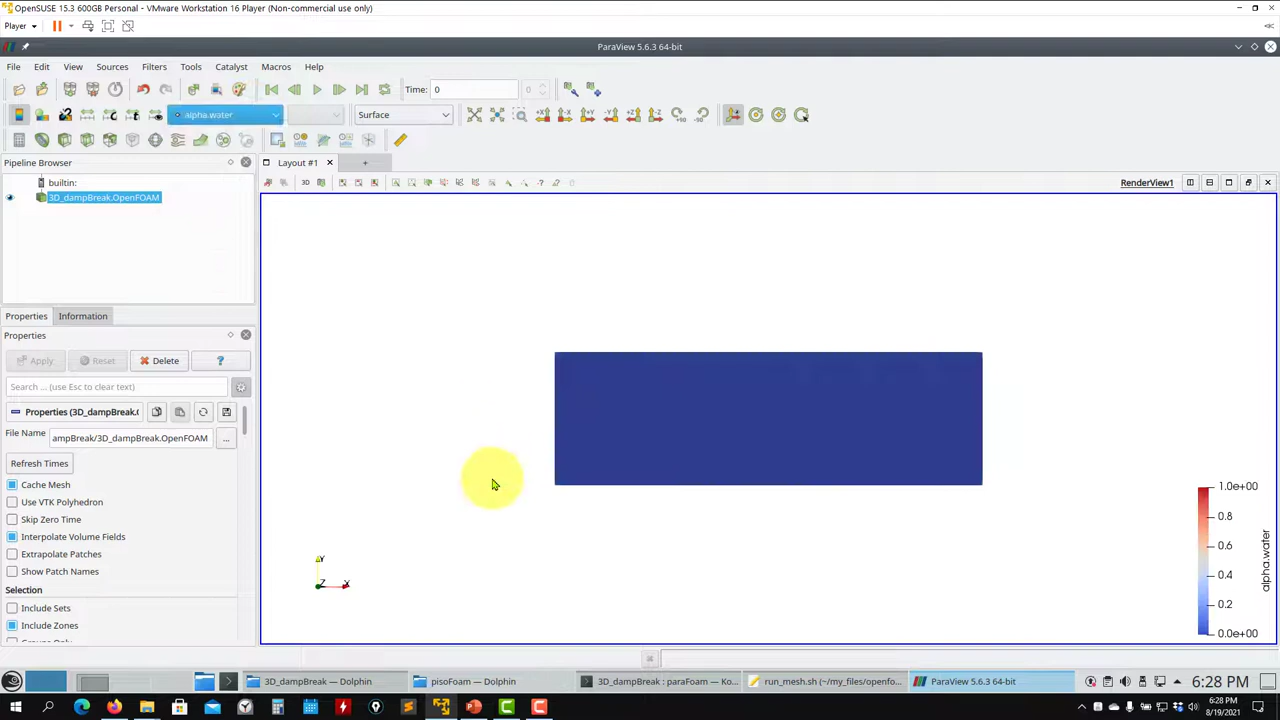 OpenSUSE 15.3 600GB Personal - VMware Workstation 16 Player (Non-commercial use only)
Player
ParaView 5.6.3 64-bit
File Edit View Sources Filters Tools Catalyst Macros Help
Time: 0 0
alpha.water Surface +X -X +Y -Y +Z -Z +90 -90
Pipeline Browser
Layout #1 +
builtin:
3D RenderView1
3D_dampBreak.OpenFOAM
Properties Information
Properties
Apply Reset Delete ?
Search ... (use Esc to clear text)
Properties (3D_dampBreak.(
File Name ampBreak/3D_dampBreak.OpenFOAM ...
Refresh Times
Cache Mesh
Use VTK Polyhedron
Skip Zero Time
Interpolate Volume Fields
Extrapolate Patches
Show Patch Names
Selection
Include Sets
Include Zones
Y
Z X
1.0e+00
0.8
0.6
0.4
0.2
0.0e+00
alpha.water
3D_dampBreak — Dolphin pisoFoam — Dolphin 3D_dampBreak : paraFoam — Ko... run_mesh.sh (~/my_files/openfo... ParaView 5.6.3 64-bit 6:28 PM
6:28 PM
8/19/2021